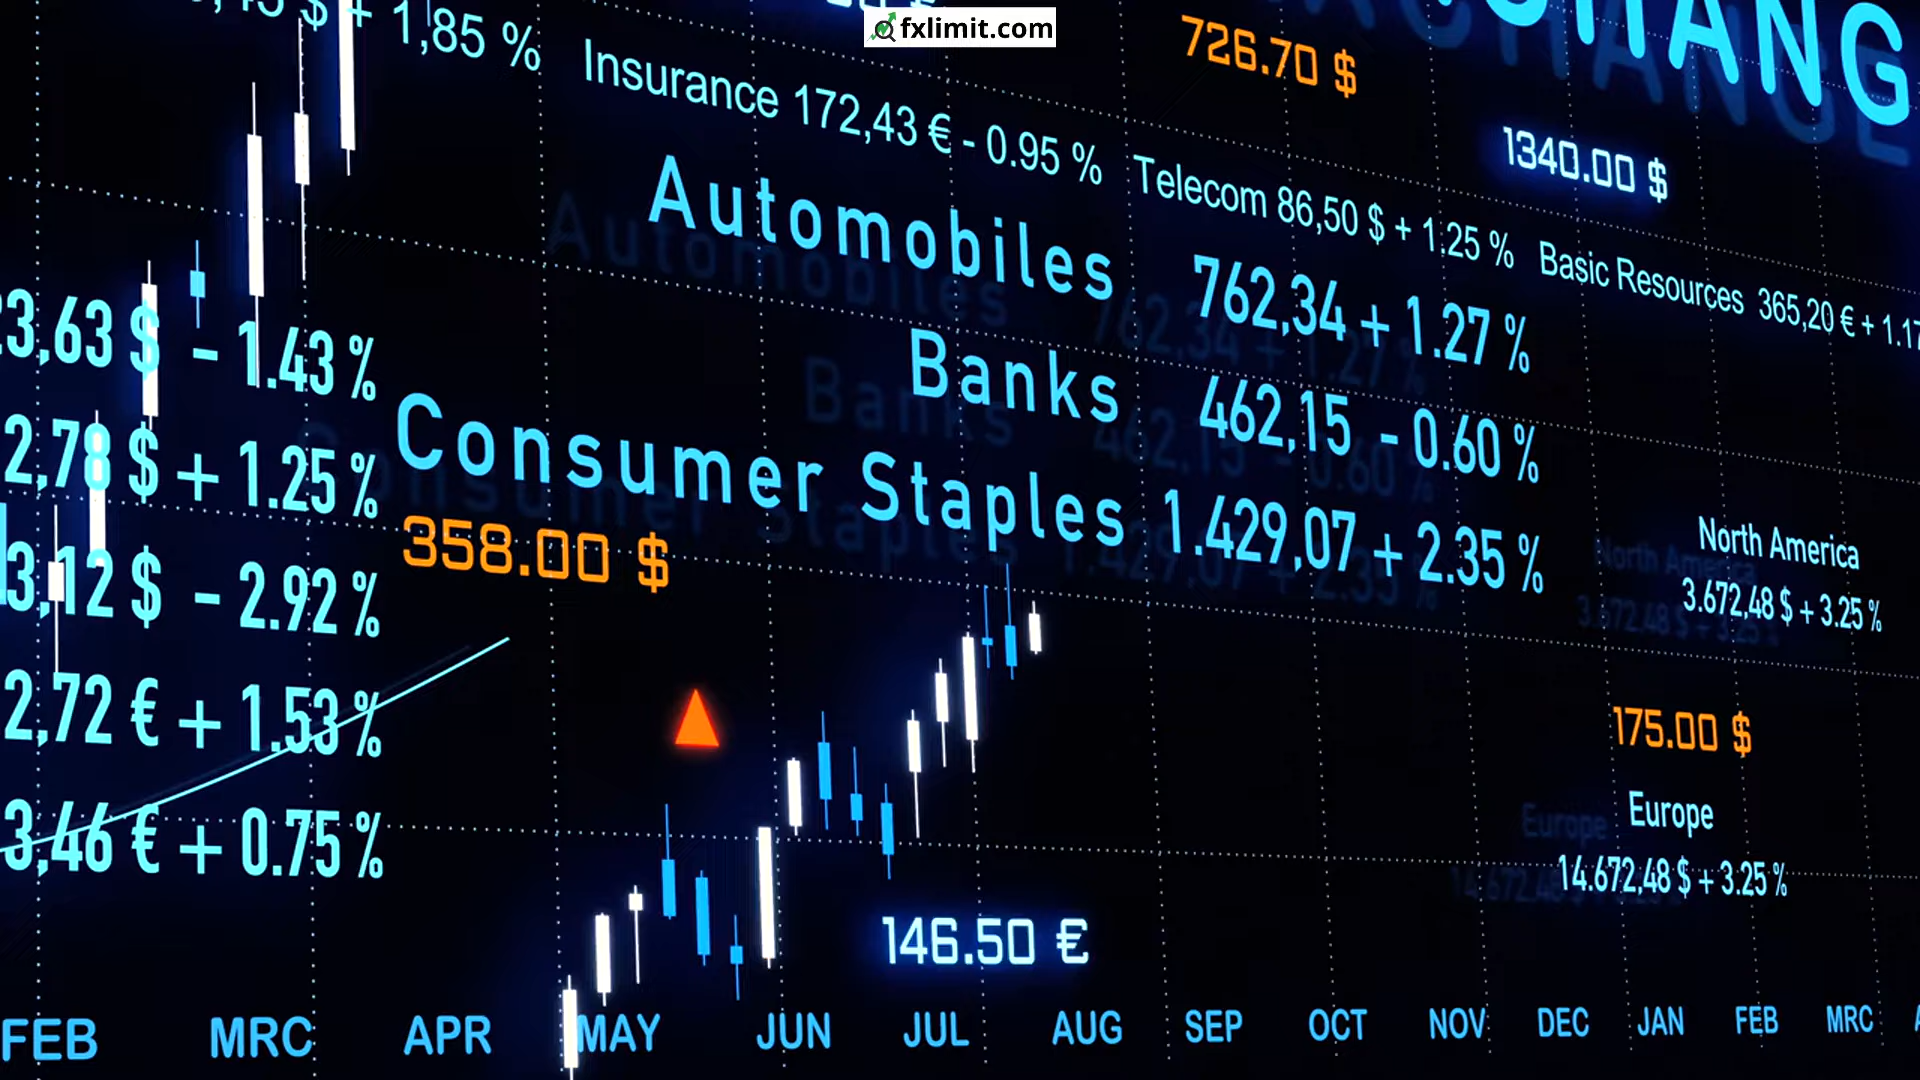 fxlimit.com
CHANG
$ + 1,85 %
Insurance 172,43 € - 0.95 %
Telecom 86,50 $ + 1.25 %
Basic Resources 365,20 € + 1.17
726.70 $
1340.00 $
Automobiles 762,34 + 1.27 %
Banks 462,15 - 0.60 %
Consumer Staples 1.429,07 + 2.35 %
3,63 $ - 1.43 %
2,78 $ + 1.25 %
3,12 $ - 2.92 %
2,72 € + 1.53 %
3,46 € + 0.75 %
358.00 $
North America
3.672,48 $ + 3.25 %
175.00 $
Europe
14.672,48 $ + 3.25 %
146.50 €
FEB MRC APR MAY JUN JUL AUG SEP OCT NOV DEC JAN FEB MRC